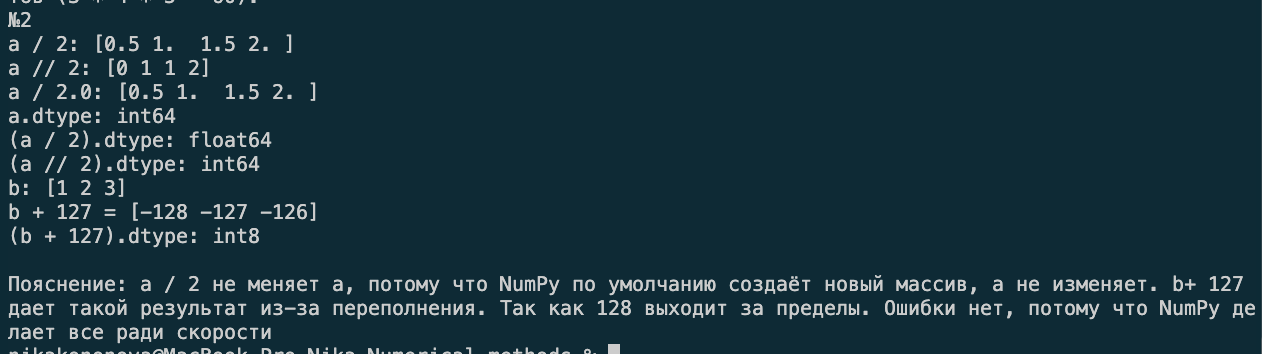 №2
a / 2: [0.5 1.  1.5 2. ]
a // 2: [0 1 1 2]
a / 2.0: [0.5 1.  1.5 2. ]
a.dtype: int64
(a / 2).dtype: float64
(a // 2).dtype: int64
b: [1 2 3]
b + 127 = [-128 -127 -126]
(b + 127).dtype: int8
Пояснение: a / 2 не меняет a, потому что NumPy по умолчанию создаёт новый массив, а не изменяет. b+ 127
дает такой результат из-за переполнения. Так как 128 выходит за пределы. Ошибки нет, потому что NumPy де
лает все ради скорости